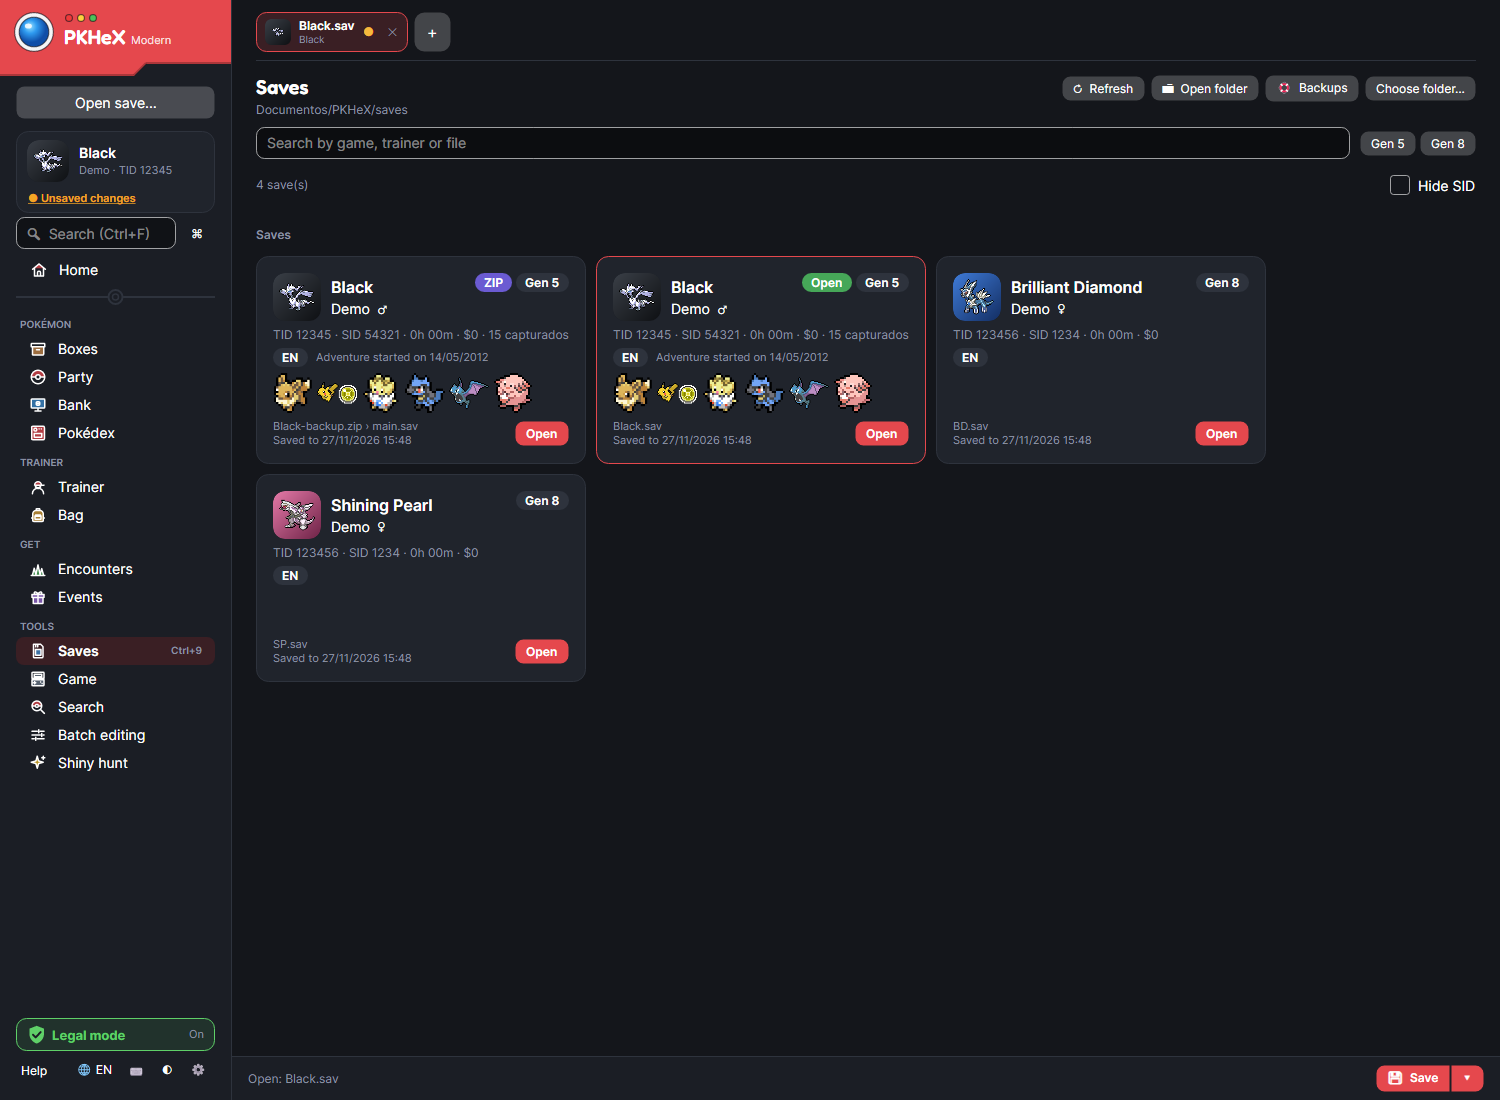 PKHeX Modern
Open save...
Black
Demo · TID 12345
Unsaved changes
Search (Ctrl+F)
⌘
Home
POKÉMON
Boxes
Party
Bank
Pokédex
TRAINER
Trainer
Bag
GET
Encounters
Events
TOOLS
Saves Ctrl+9
Game
Search
Batch editing
Shiny hunt
Legal mode On
Help EN
Black.sav
Black
+
Saves
Documentos/PKHeX/saves
Refresh
Open folder
Backups
Choose folder...
Search by game, trainer or file
Gen 5
Gen 8
4 save(s)
Hide SID
Saves
Black ZIP Gen 5
Demo ♂
TID 12345 · SID 54321 · 0h 00m · $0 · 15 capturados
EN Adventure started on 14/05/2012
Black-backup.zip › main.sav
Saved to 27/11/2026 15:48
Open
Black Open Gen 5
Demo ♂
TID 12345 · SID 54321 · 0h 00m · $0 · 15 capturados
EN Adventure started on 14/05/2012
Black.sav
Saved to 27/11/2026 15:48
Open
Brilliant Diamond Gen 8
Demo ♀
TID 123456 · SID 1234 · 0h 00m · $0
EN
BD.sav
Saved to 27/11/2026 15:48
Open
Shining Pearl Gen 8
Demo ♀
TID 123456 · SID 1234 · 0h 00m · $0
EN
SP.sav
Saved to 27/11/2026 15:48
Open
Open: Black.sav
Save